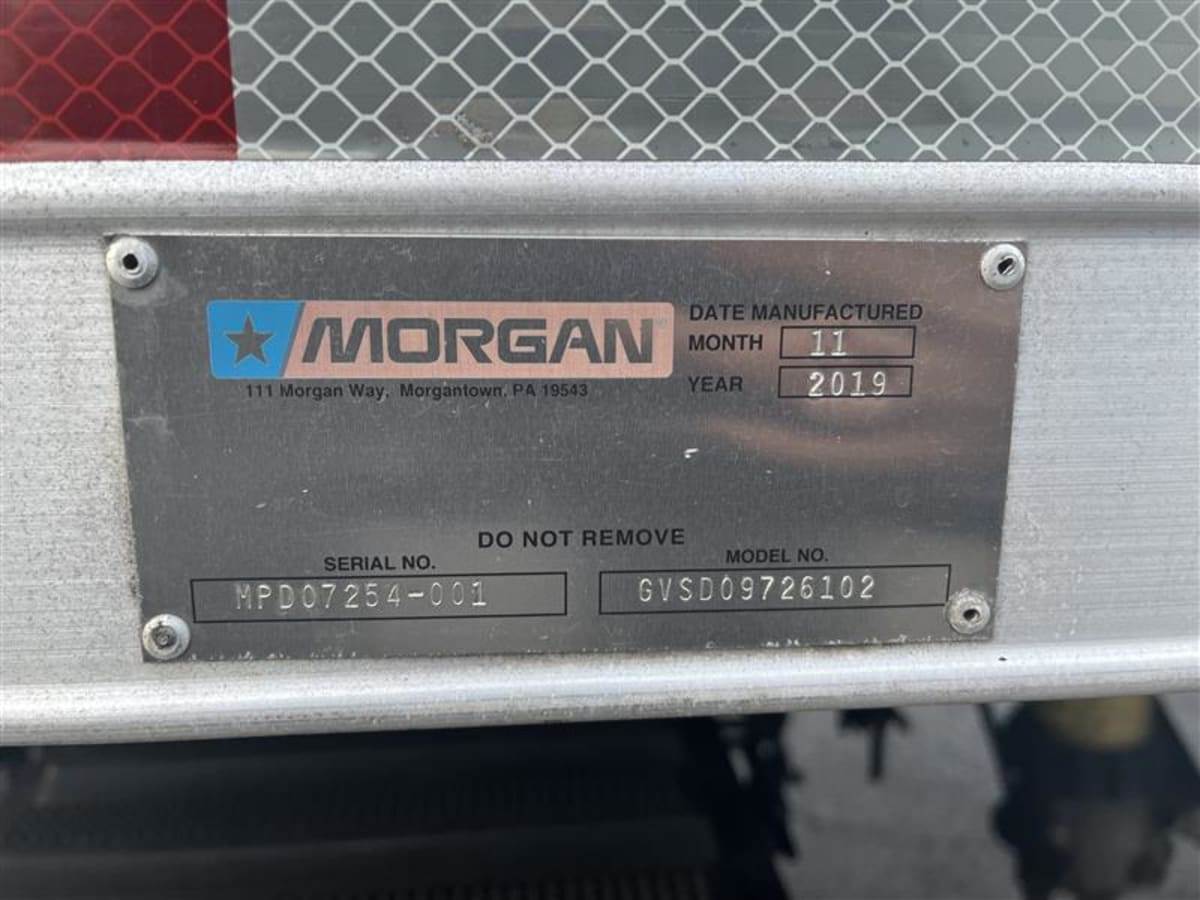 MORGAN
111 Morgan Way, Morgantown, PA 19543
DATE MANUFACTURED
MONTH 11
YEAR 2019
DO NOT REMOVE
SERIAL NO.
MPD07254-001
MODEL NO.
GVSD09726102